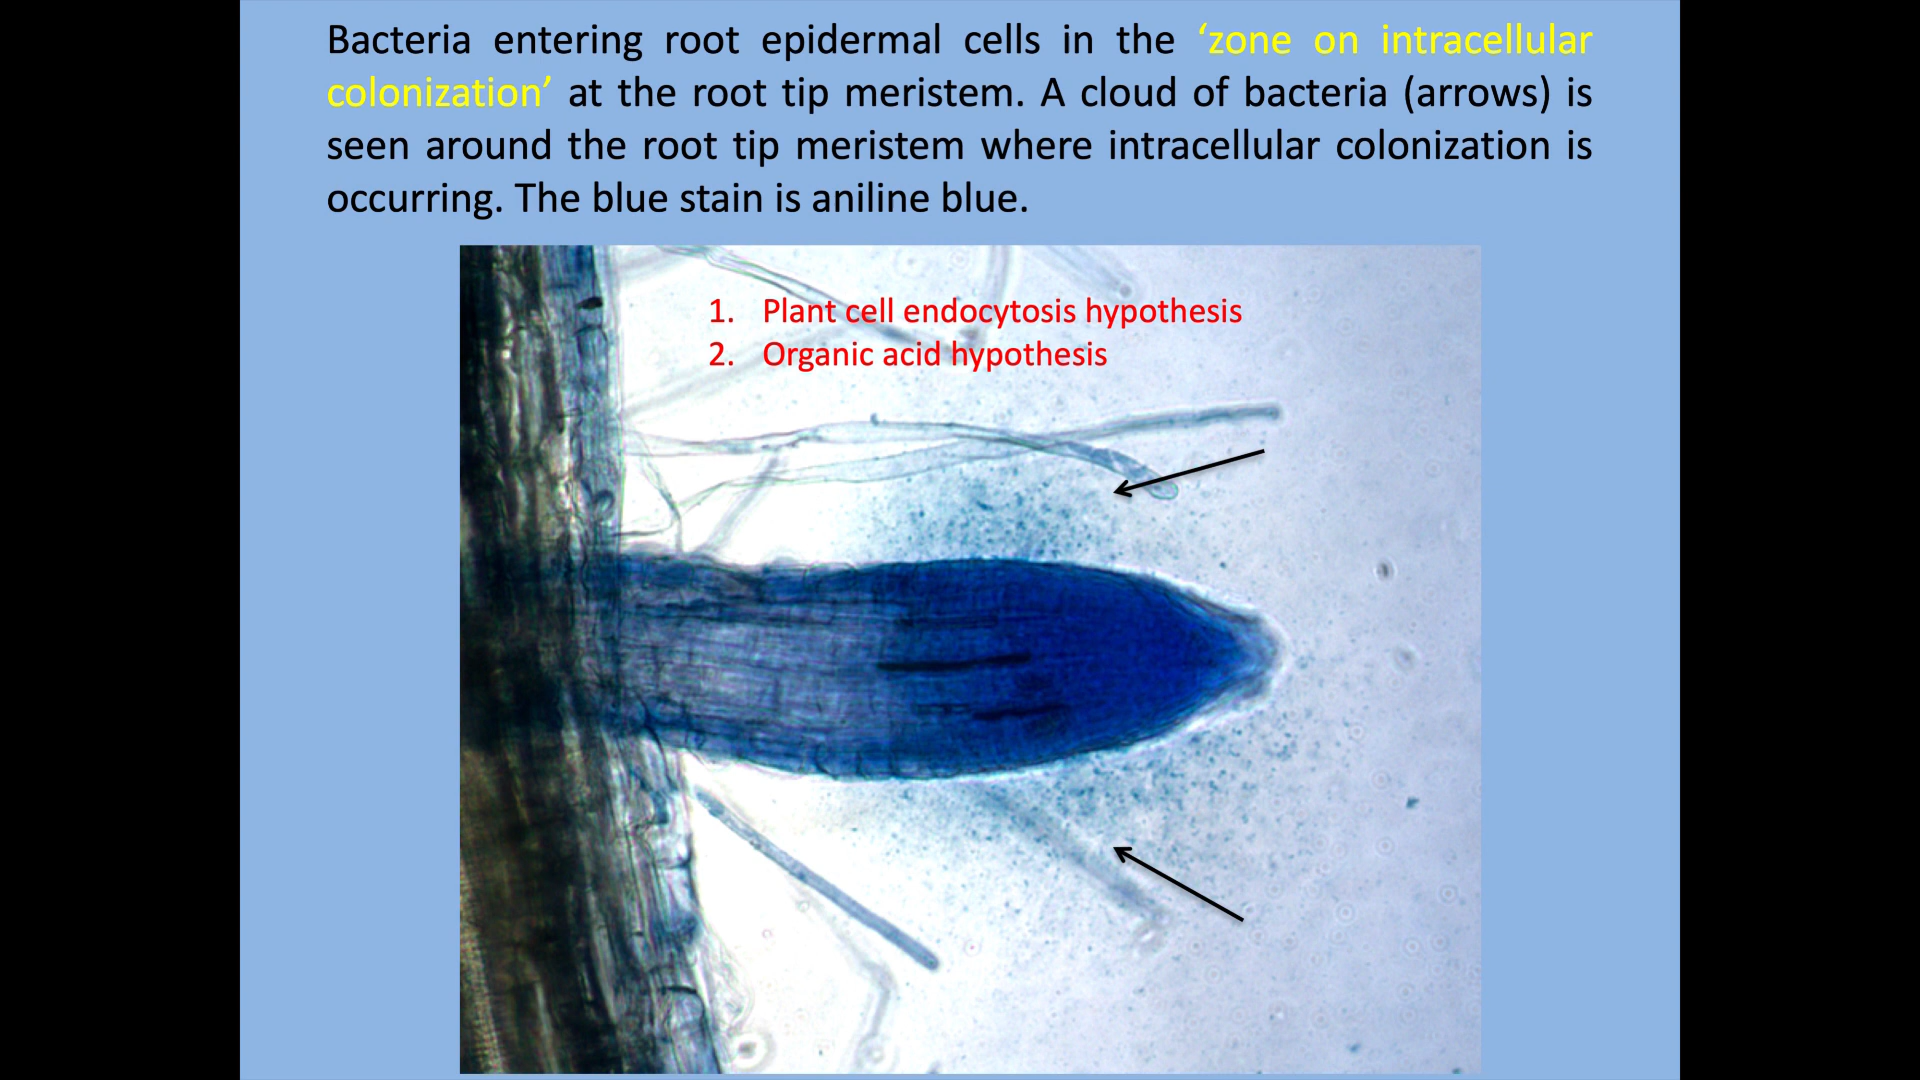 Bacteria entering root epidermal cells in the ‘zone on intracellular
colonization’ at the root tip meristem. A cloud of bacteria (arrows) is
seen around the root tip meristem where intracellular colonization is
occurring. The blue stain is aniline blue.
1. Plant cell endocytosis hypothesis
2. Organic acid hypothesis